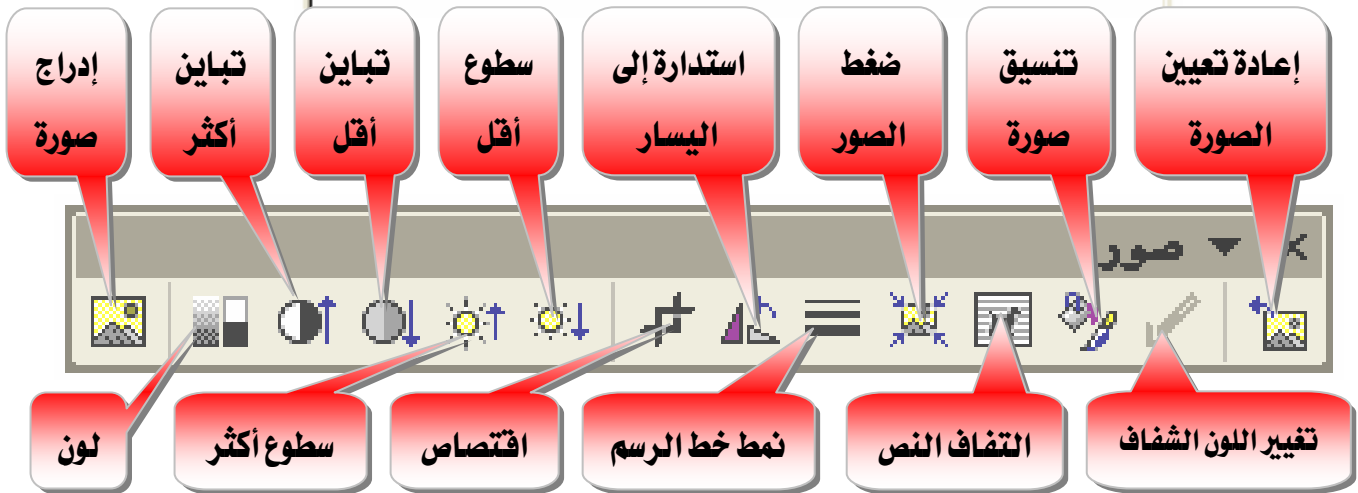 إعادة تعيين
الصورة
تنسيق
صورة
ضغط
الصور
استدارة إلى
اليسار
سطوع
أقل
تباين
أقل
تباين
أكثر
إدراج
صورة
صور
تغيير اللون الشفاف
التفاف النص
نمط خط الرسم
اقتصاص
سطوع أكثر
لون